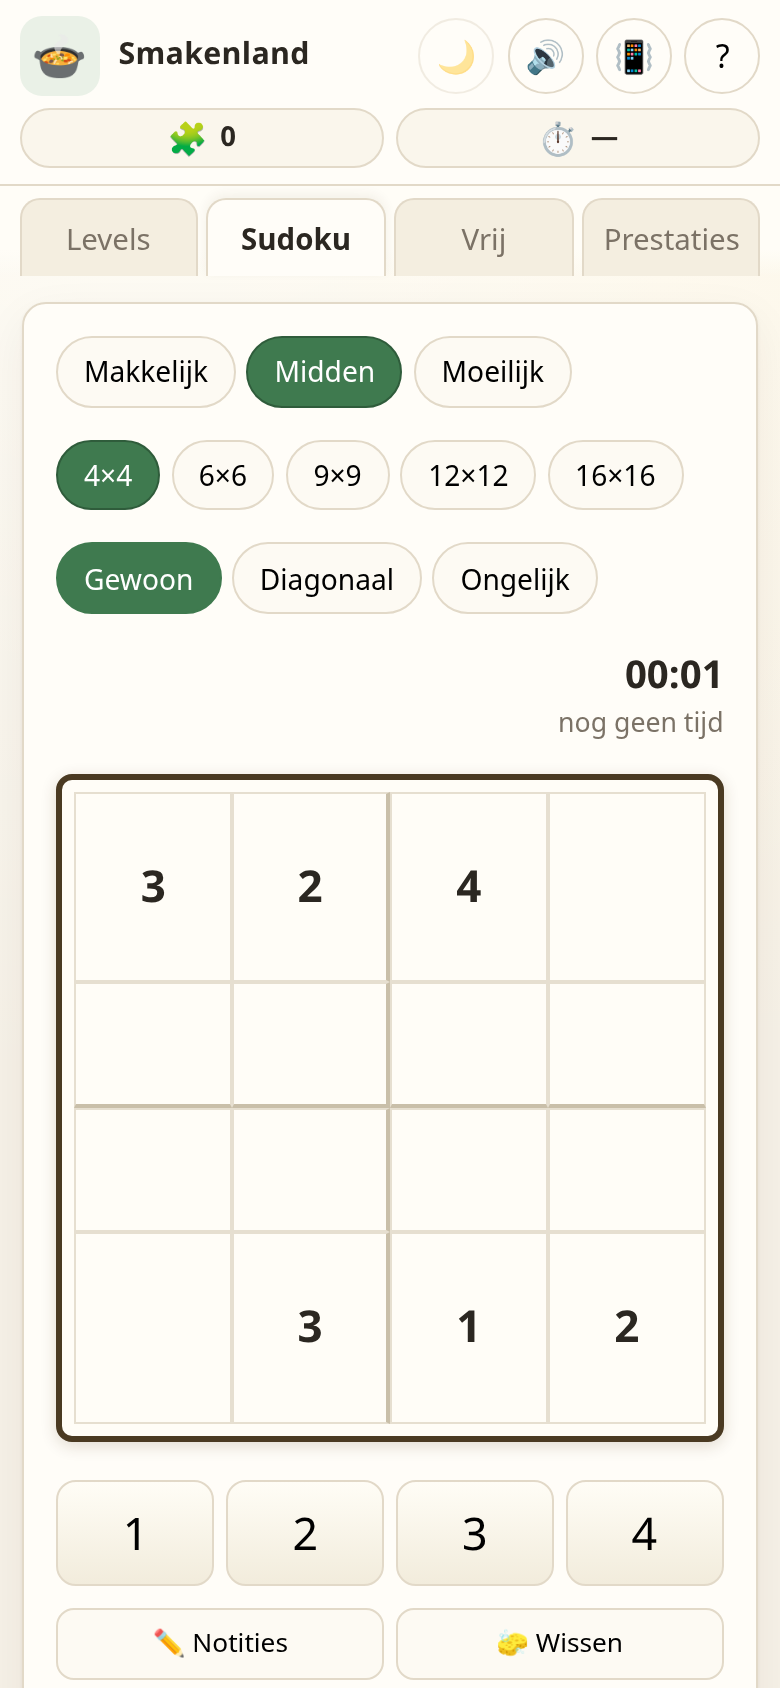 Smakenland
?
0
—
Levels
Sudoku
Vrij
Prestaties
Makkelijk
Midden
Moeilijk
4×4
6×6
9×9
12×12
16×16
Gewoon
Diagonaal
Ongelijk
00:01
nog geen tijd
3 2 4
3 1 2
1 2 3 4
Notities
Wissen